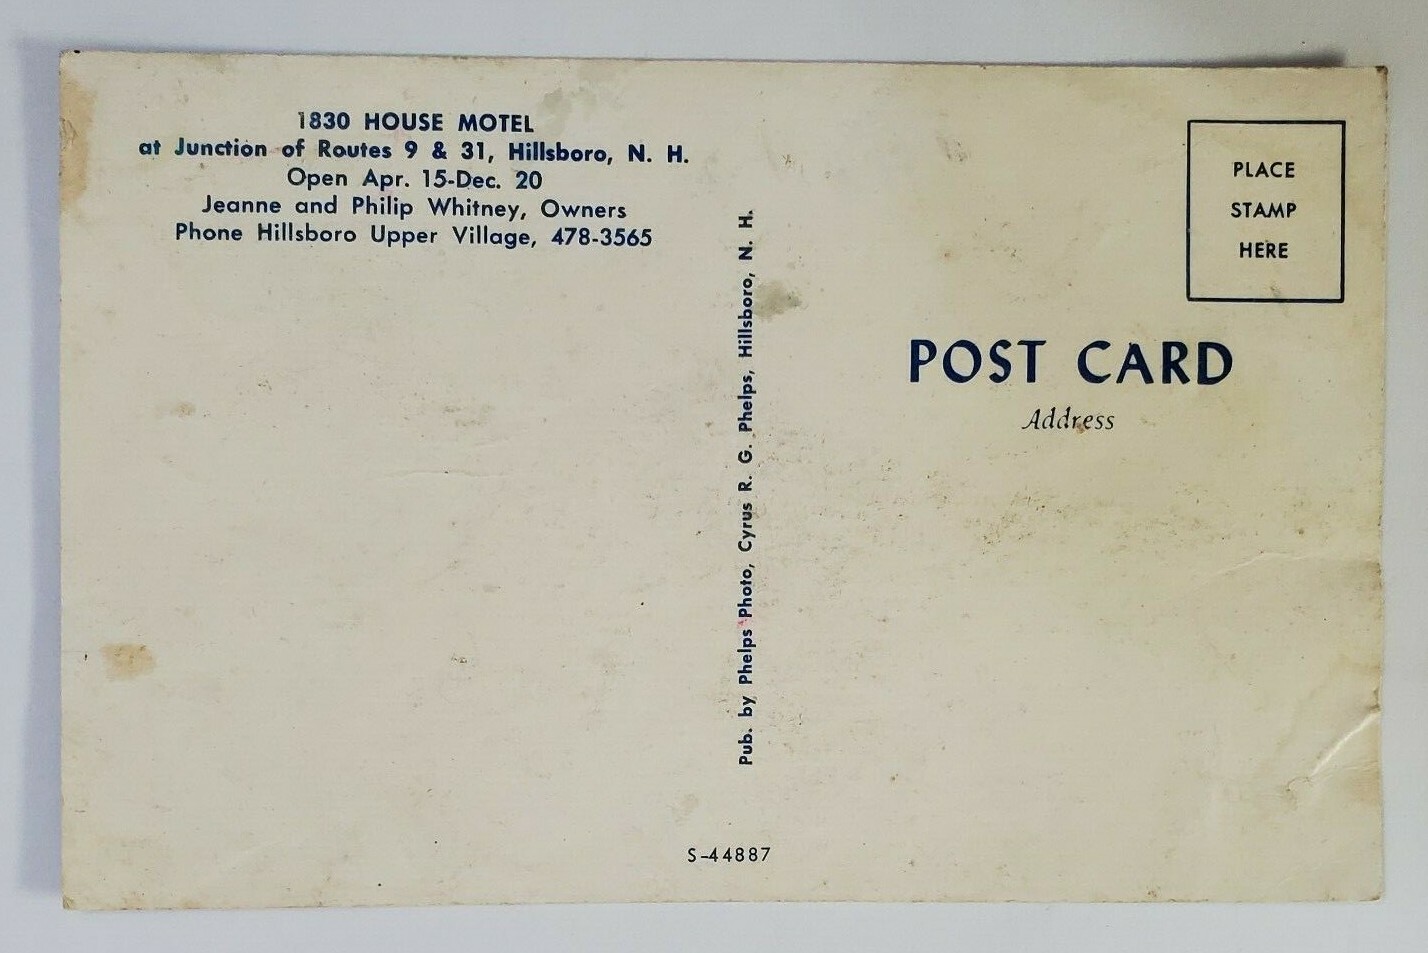 1830 HOUSE MOTEL
at Junction of Routes 9 & 31, Hillsboro, N. H.
Open Apr. 15-Dec. 20
Jeanne and Philip Whitney, Owners
Phone Hillsboro Upper Village, 478-3565
Pub. by Phelps Photo, Cyrus R. G. Phelps, Hillsboro, N. H.
PLACE
STAMP
HERE
POST CARD
Address
S-44887